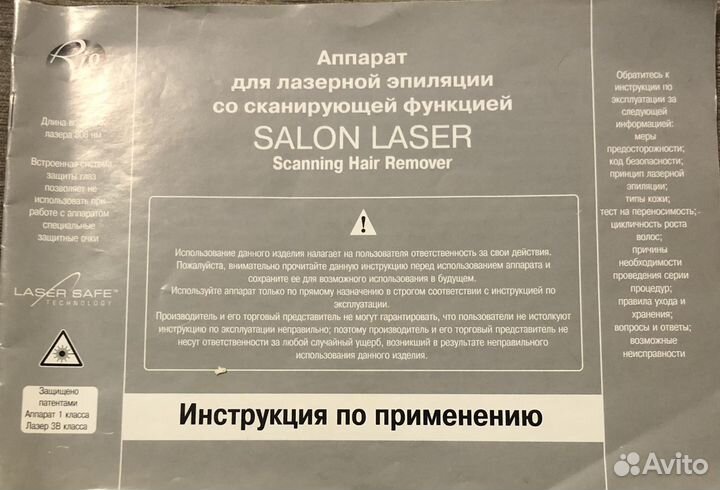 Rio
Длина
лазера 808 нм
Встроенная система
защиты глаз
позволяет не
использовать при
работе с аппаратом
специальные
защитные очки
LASER SAFE™
TECHNOLOGY
Защищено
патентами
Аппарат 1 класса
Лазер 3В класса
Аппарат
для лазерной эпиляции
со сканирующей функцией
SALON LASER
Scanning Hair Remover
Использование данного изделия налагает на пользователя ответственность за свои действия.
Пожалуйста, внимательно прочитайте данную инструкцию перед использованием аппарата и
сохраните ее для возможного использования в будущем.
Используйте аппарат только по прямому назначению в строгом соответствии с инструкцией по
эксплуатации.
Производитель и его торговый представитель не могут гарантировать, что пользователи не истолкуют
инструкцию по эксплуатации неправильно; поэтому производитель и его торговый представитель не
несут ответственности за любой случайный ущерб, возникший в результате неправильного
использования данного изделия.
Инструкция по применению
Обратитесь к
инструкции по
эксплуатации за
следующей
информацией:
меры
предосторожности;
код безопасности;
принцип лазерной
эпиляции;
типы кожи;
тест на переносимость;
цикличность роста
волос;
причины
необходимости
проведения серии
процедур;
правила ухода и
хранения;
вопросы и ответы;
возможные
неисправности
Avito